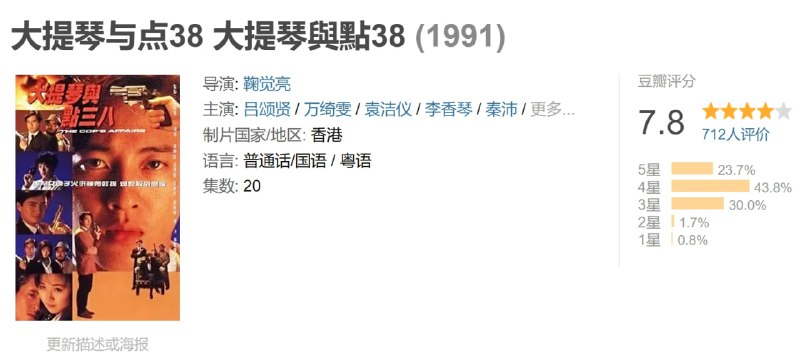 大提琴与点38 大提琴與點38 (1991)
大提琴與
點三八
THE COP'S AFFAIRS
导演: 鞠觉亮
主演: 吕颂贤 / 万绮雯 / 袁洁仪 / 李香琴 / 秦沛 / 更多...
制片国家/地区: 香港
语言: 普通话/国语 / 粤语
集数: 20
更新描述或海报
豆瓣评分
7.8
712人评价
5星 23.7%
4星 43.8%
3星 30.0%
2星 1.7%
1星 0.8%